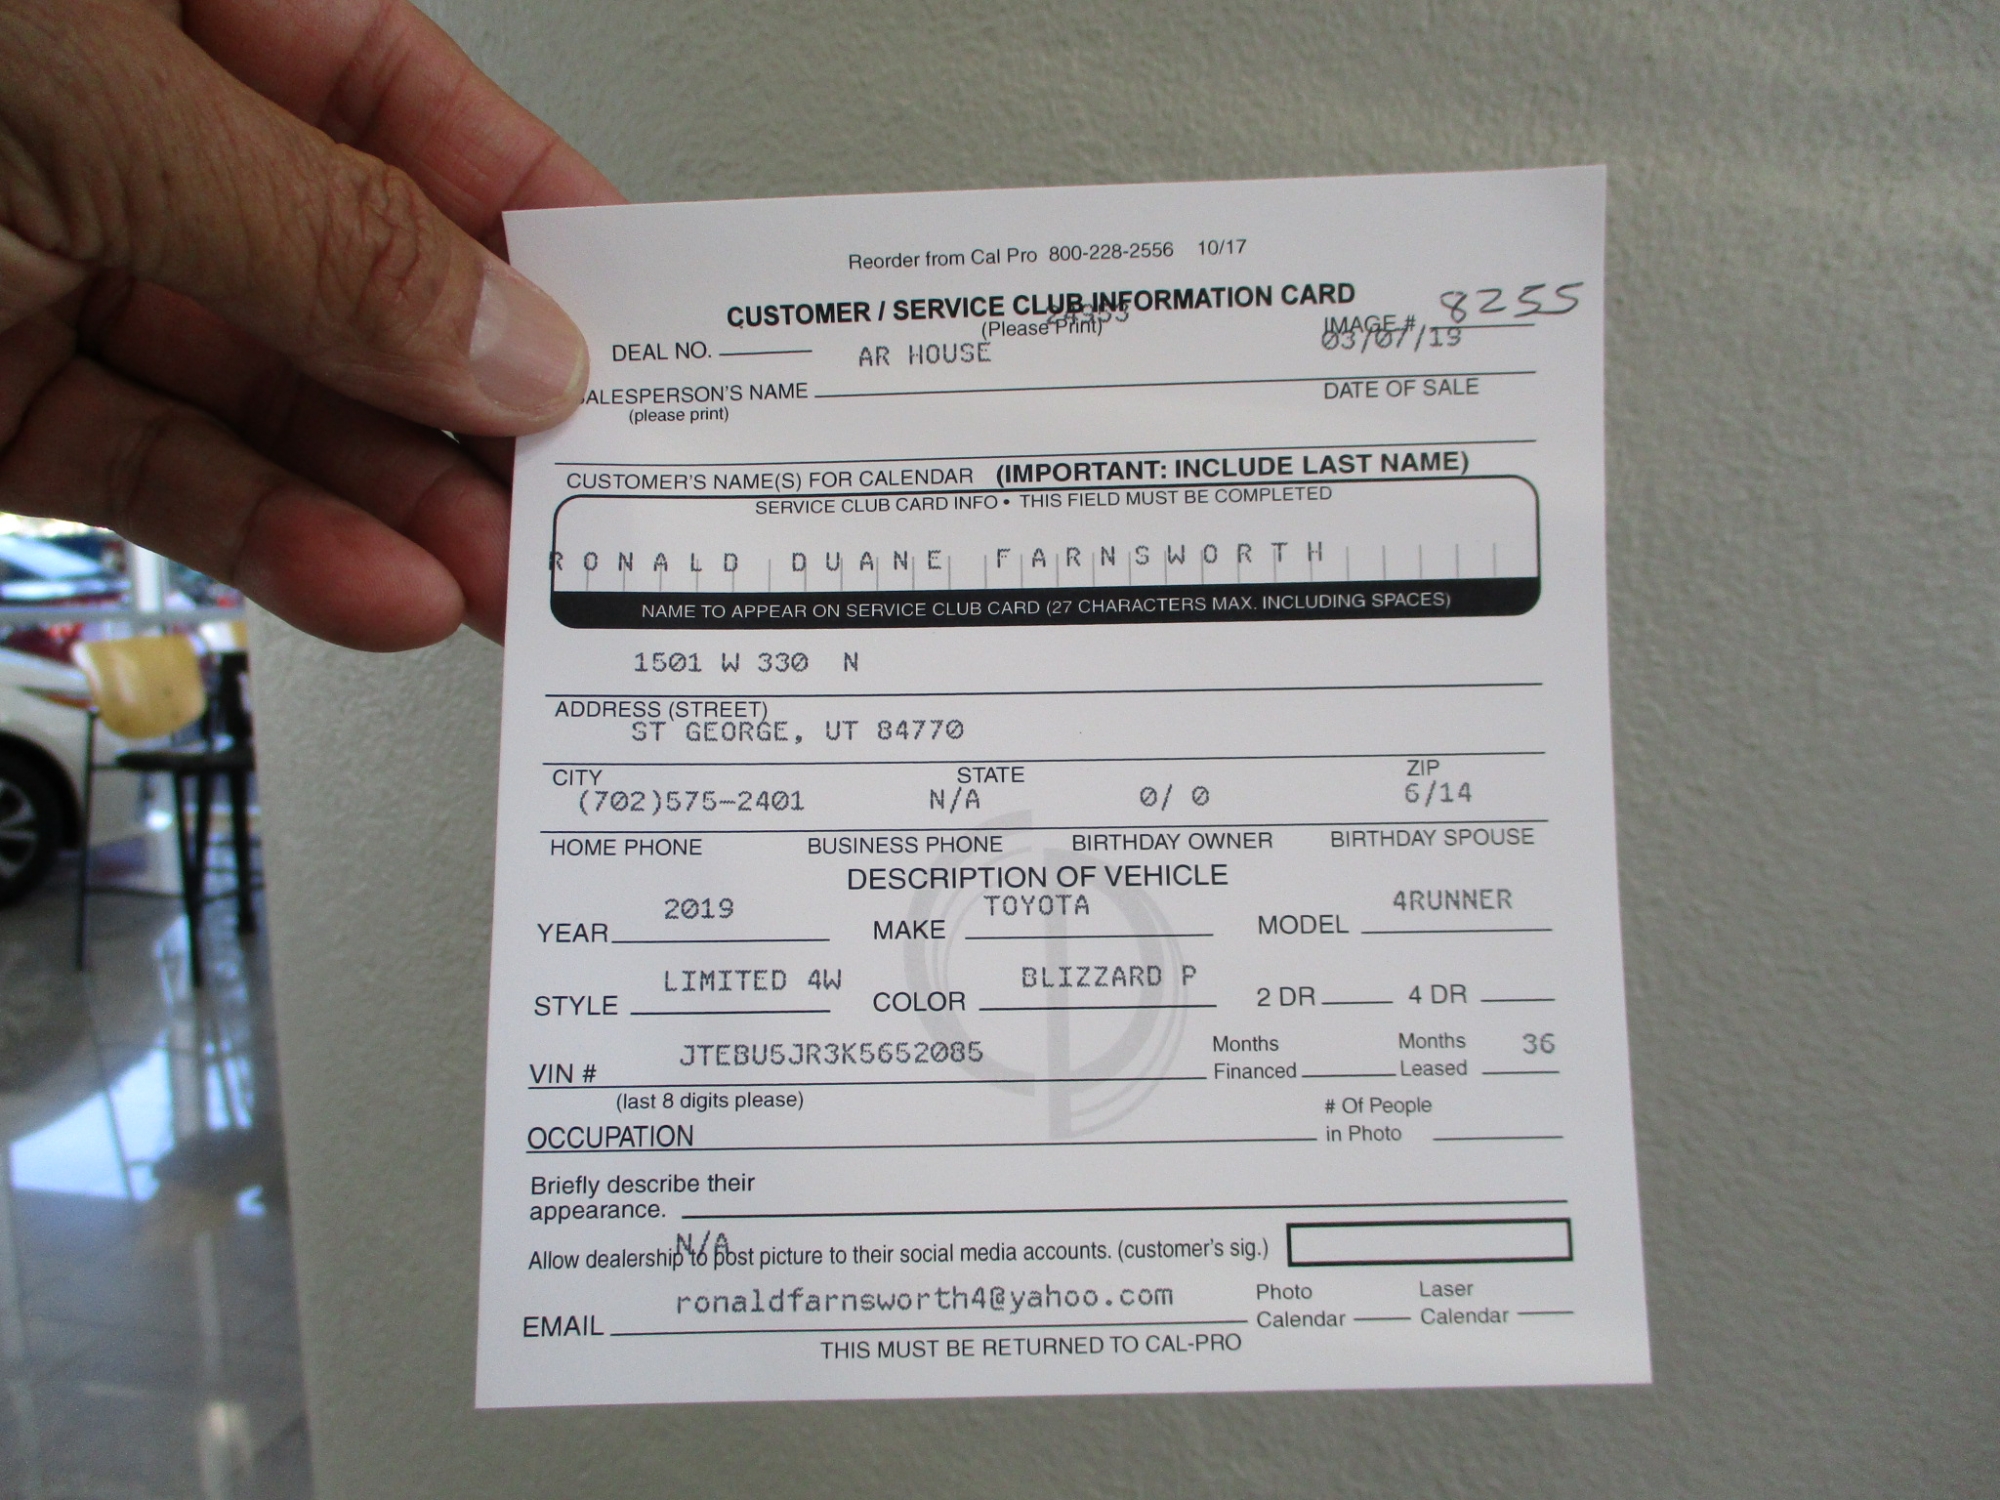 Reorder from Cal Pro 800-228-2556 10/17
CUSTOMER / SERVICE CLUB INFORMATION CARD
24953
(Please Print)
IMAGE # 8255
03/07/19
DEAL NO.
AR HOUSE
ALESPERSON'S NAME
DATE OF SALE
(please print)
CUSTOMER'S NAME(S) FOR CALENDAR (IMPORTANT: INCLUDE LAST NAME)
SERVICE CLUB CARD INFO • THIS FIELD MUST BE COMPLETED
RONALD DUANE FARNSWORTH
NAME TO APPEAR ON SERVICE CLUB CARD (27 CHARACTERS MAX. INCLUDING SPACES)
1501 W 330 N
ADDRESS (STREET)
ST GEORGE, UT 84770
CITY STATE ZIP
(702)575-2401 N/A 0/ 0 6/14
HOME PHONE BUSINESS PHONE BIRTHDAY OWNER BIRTHDAY SPOUSE
DESCRIPTION OF VEHICLE
YEAR 2019 MAKE TOYOTA MODEL 4RUNNER
STYLE LIMITED 4W COLOR BLIZZARD P 2 DR 4 DR
VIN # JTEBU5JR3K5652085 Months Financed Months Leased 36
(last 8 digits please)
OCCUPATION # Of People in Photo
Briefly describe their
appearance.
N/A
Allow dealership to post picture to their social media accounts. (customer's sig.)
EMAIL ronaldfarnsworth4@yahoo.com Photo Calendar Laser Calendar
THIS MUST BE RETURNED TO CAL-PRO